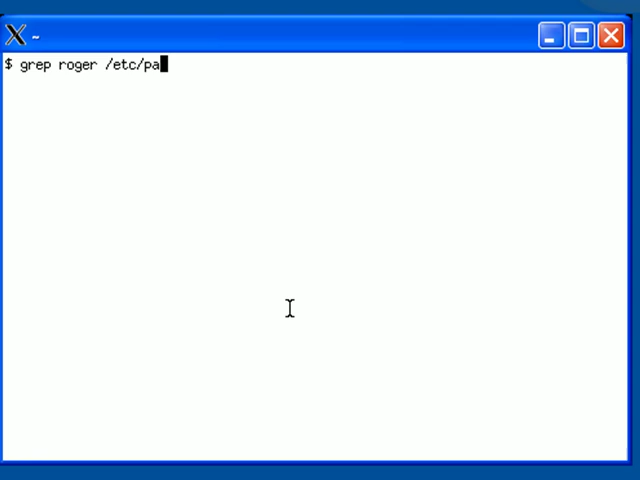 ~
$ grep roger /etc/pa